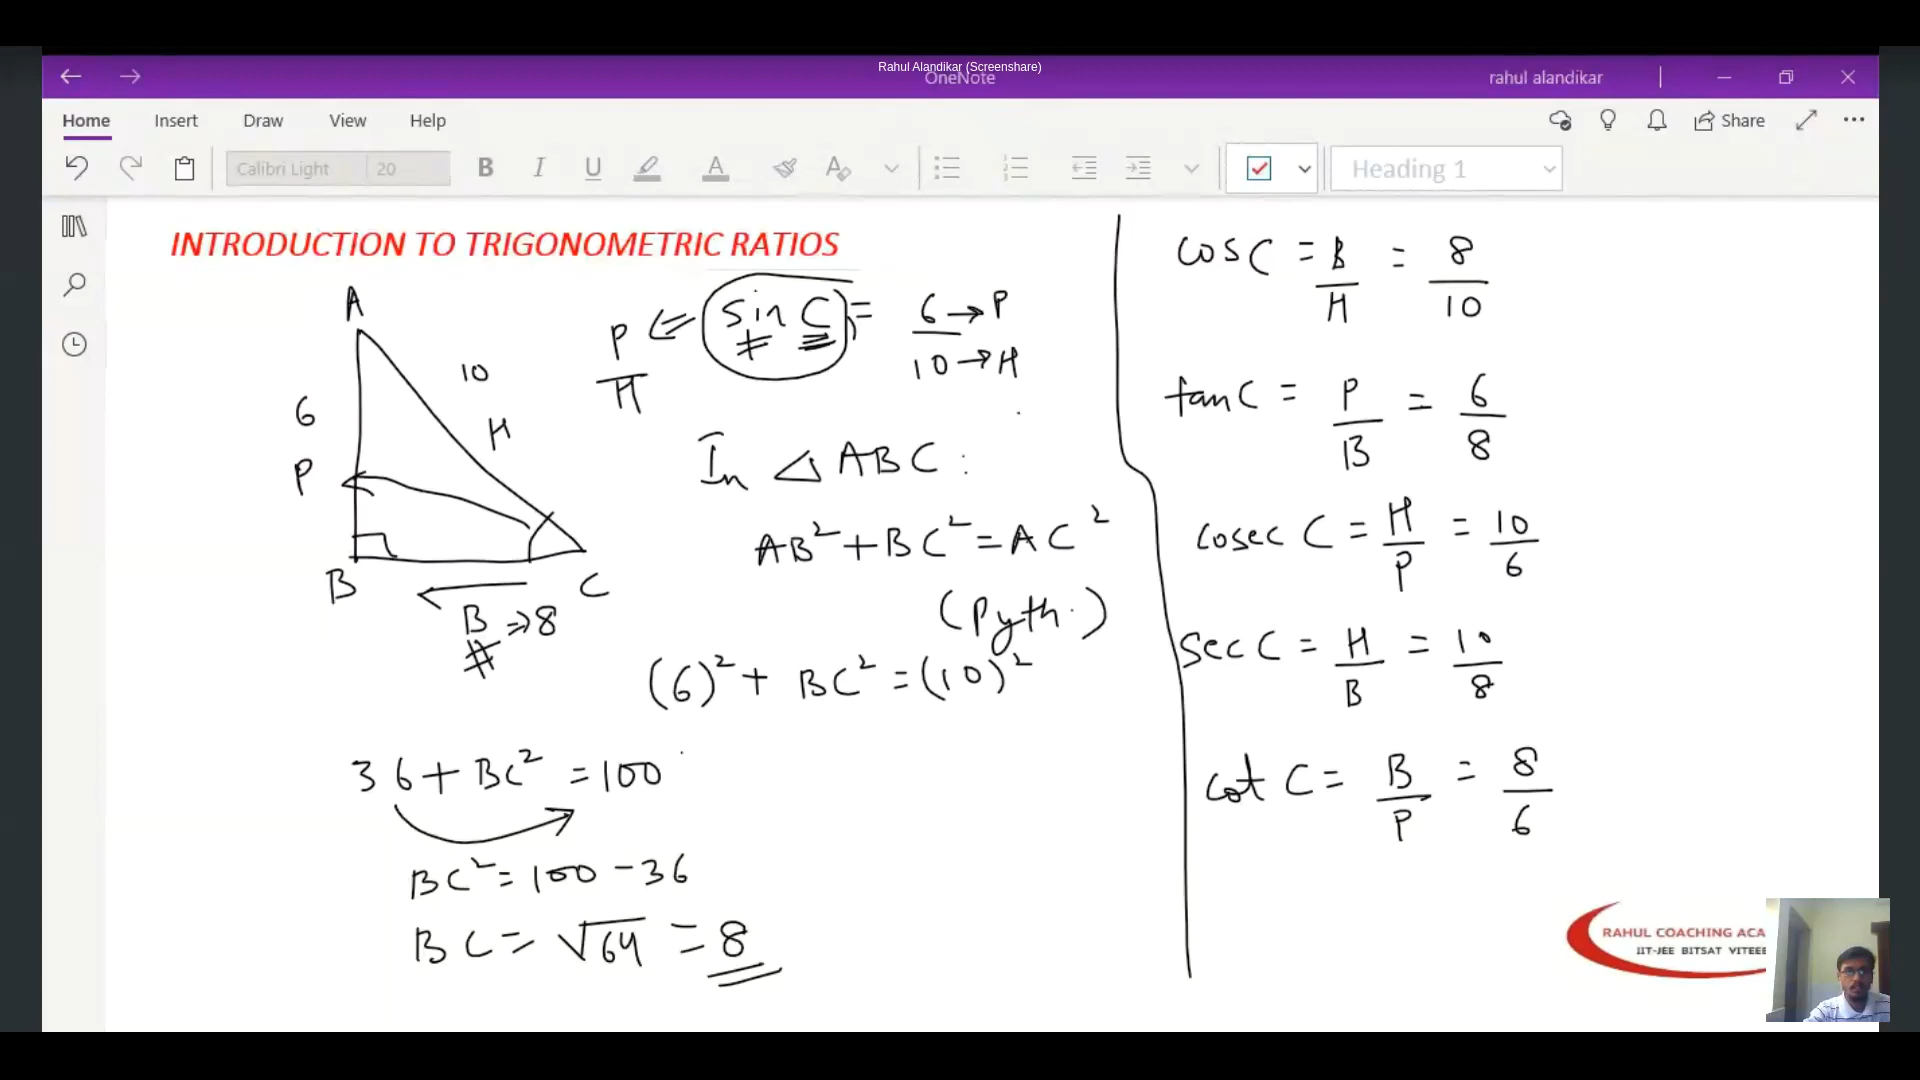 Rahul Alandikar (Screenshare)
OneNote
rahul alandikar
Home Insert Draw View Help
Share
Calibri Light 20 B I U A A
Heading 1
INTRODUCTION TO TRIGONOMETRIC RATIOS
A
10
6
H
P
B
C
B ⇒ 8
P/H ⇐ sin C = 6 → P / 10 → H
In △ ABC :
AB² + BC² = AC²
(Pyth.)
(6)² + BC² = (10)²
36 + BC² = 100
BC² = 100 - 36
BC = √64 = 8
cos C = B/H = 8/10
tan C = P/B = 6/8
cosec C = H/P = 10/6
sec C = H/B = 10/8
cot C = B/P = 8/6
RAHUL COACHING ACA
IIT-JEE BITSAT VITEEE